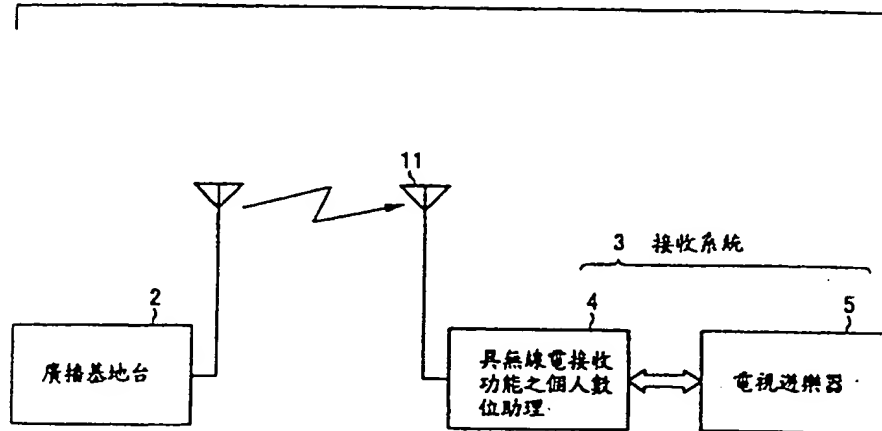 11
3 接收系統
2
4
5
廣播基地台
具無線電接收
功能之個人數
位助理
電視遊樂器